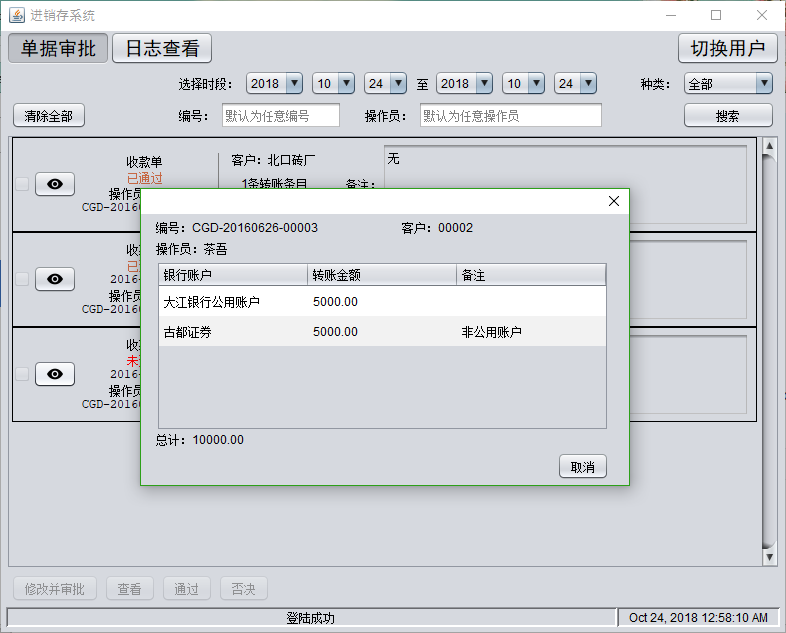 进销存系统
单据审批 日志查看 切换用户
选择时段： 2018 10 24 至 2018 10 24 种类： 全部
清除全部 编号： 默认为任意编号 操作员： 默认为任意操作员 搜索
收款单 客户：北口砖厂 无
已通过
1条转账条目 备注：
操作员
CGD-2016
编号：CGD-20160626-00003 客户：00002
操作员：茶吾
银行账户 转账金额 备注
大江银行公用账户 5000.00
古都证券 5000.00 非公用账户
总计：10000.00
取消
收
已
2016
操作员
CGD-2016
收
未
2016
操作员
CGD-2016
修改并审批 查看 通过 否决
登陆成功 Oct 24, 2018 12:58:10 AM